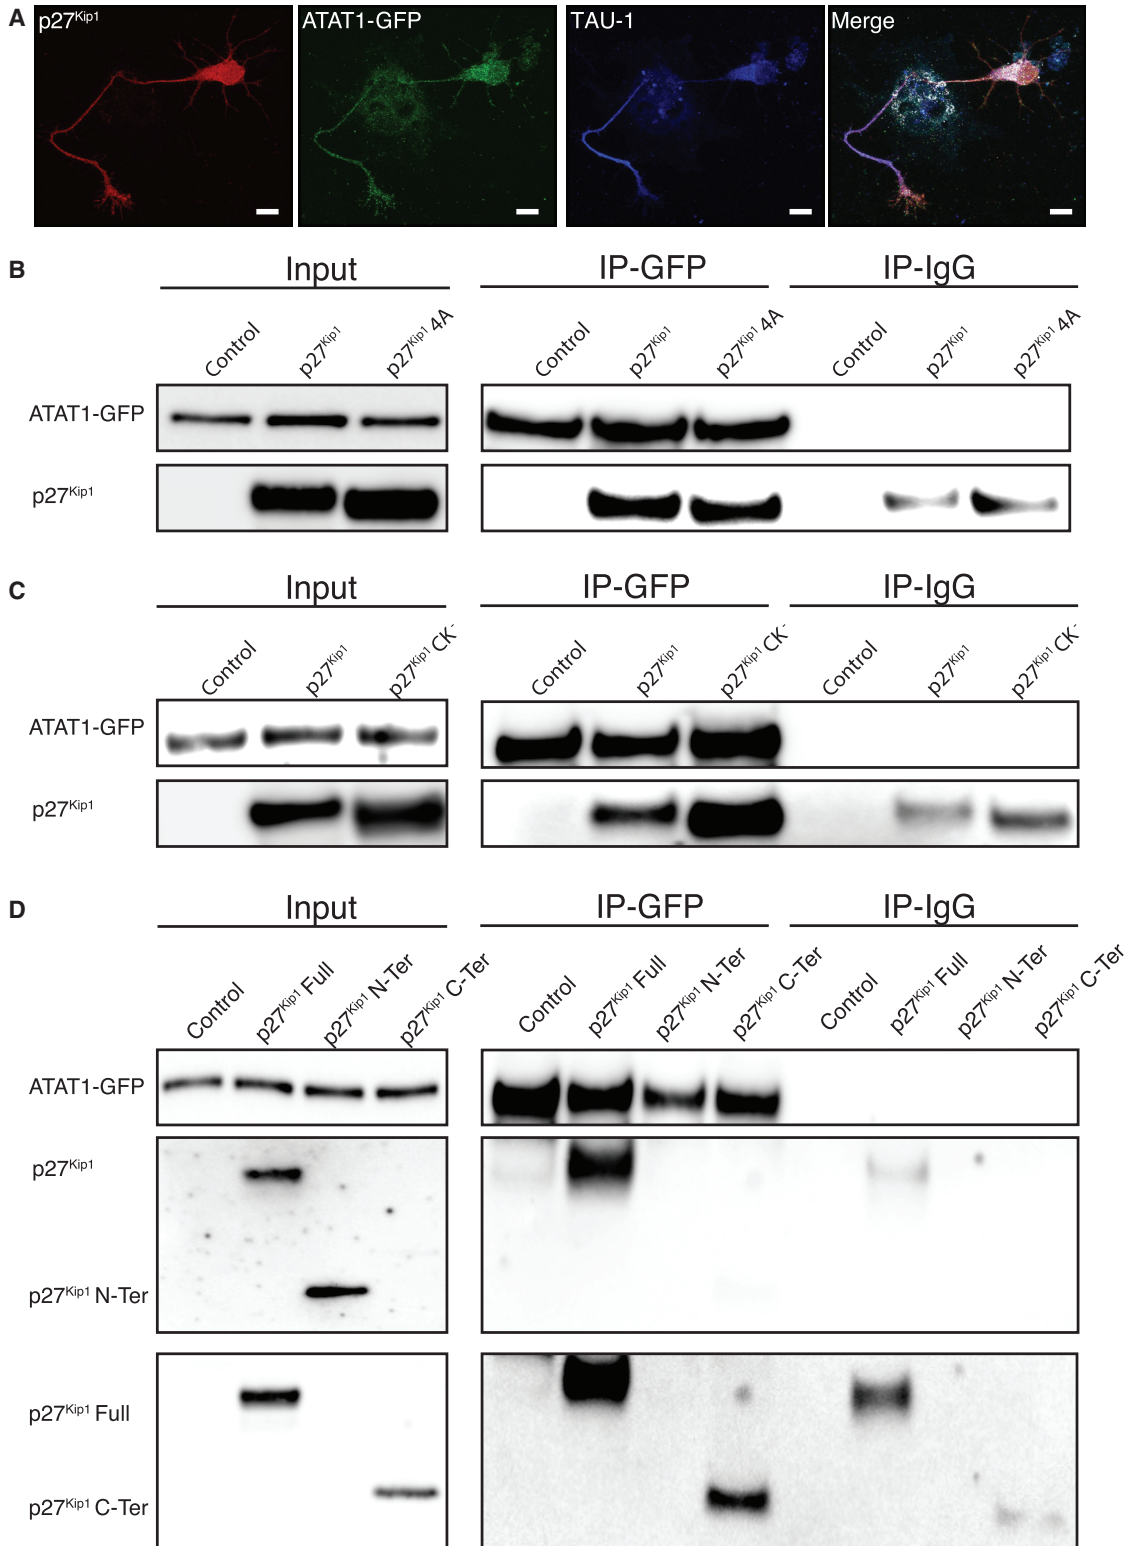 A
p27Kip1
ATAT1-GFP
TAU-1
Merge
B
Input
IP-GFP
IP-IgG
Control
p27Kip1
p27Kip1 4A
Control
p27Kip1
p27Kip1 4A
Control
p27Kip1
p27Kip1 4A
ATAT1-GFP
p27Kip1
C
Input
IP-GFP
IP-IgG
Control
p27Kip1
p27Kip1 CK-
Control
p27Kip1
p27Kip1 CK-
Control
p27Kip1
p27Kip1 CK-
ATAT1-GFP
p27Kip1
D
Input
IP-GFP
IP-IgG
Control
p27Kip1 Full
p27Kip1 N-Ter
p27Kip1 C-Ter
Control
p27Kip1 Full
p27Kip1 N-Ter
p27Kip1 C-Ter
Control
p27Kip1 Full
p27Kip1 N-Ter
p27Kip1 C-Ter
ATAT1-GFP
p27Kip1
p27Kip1 N-Ter
p27Kip1 Full
p27Kip1 C-Ter